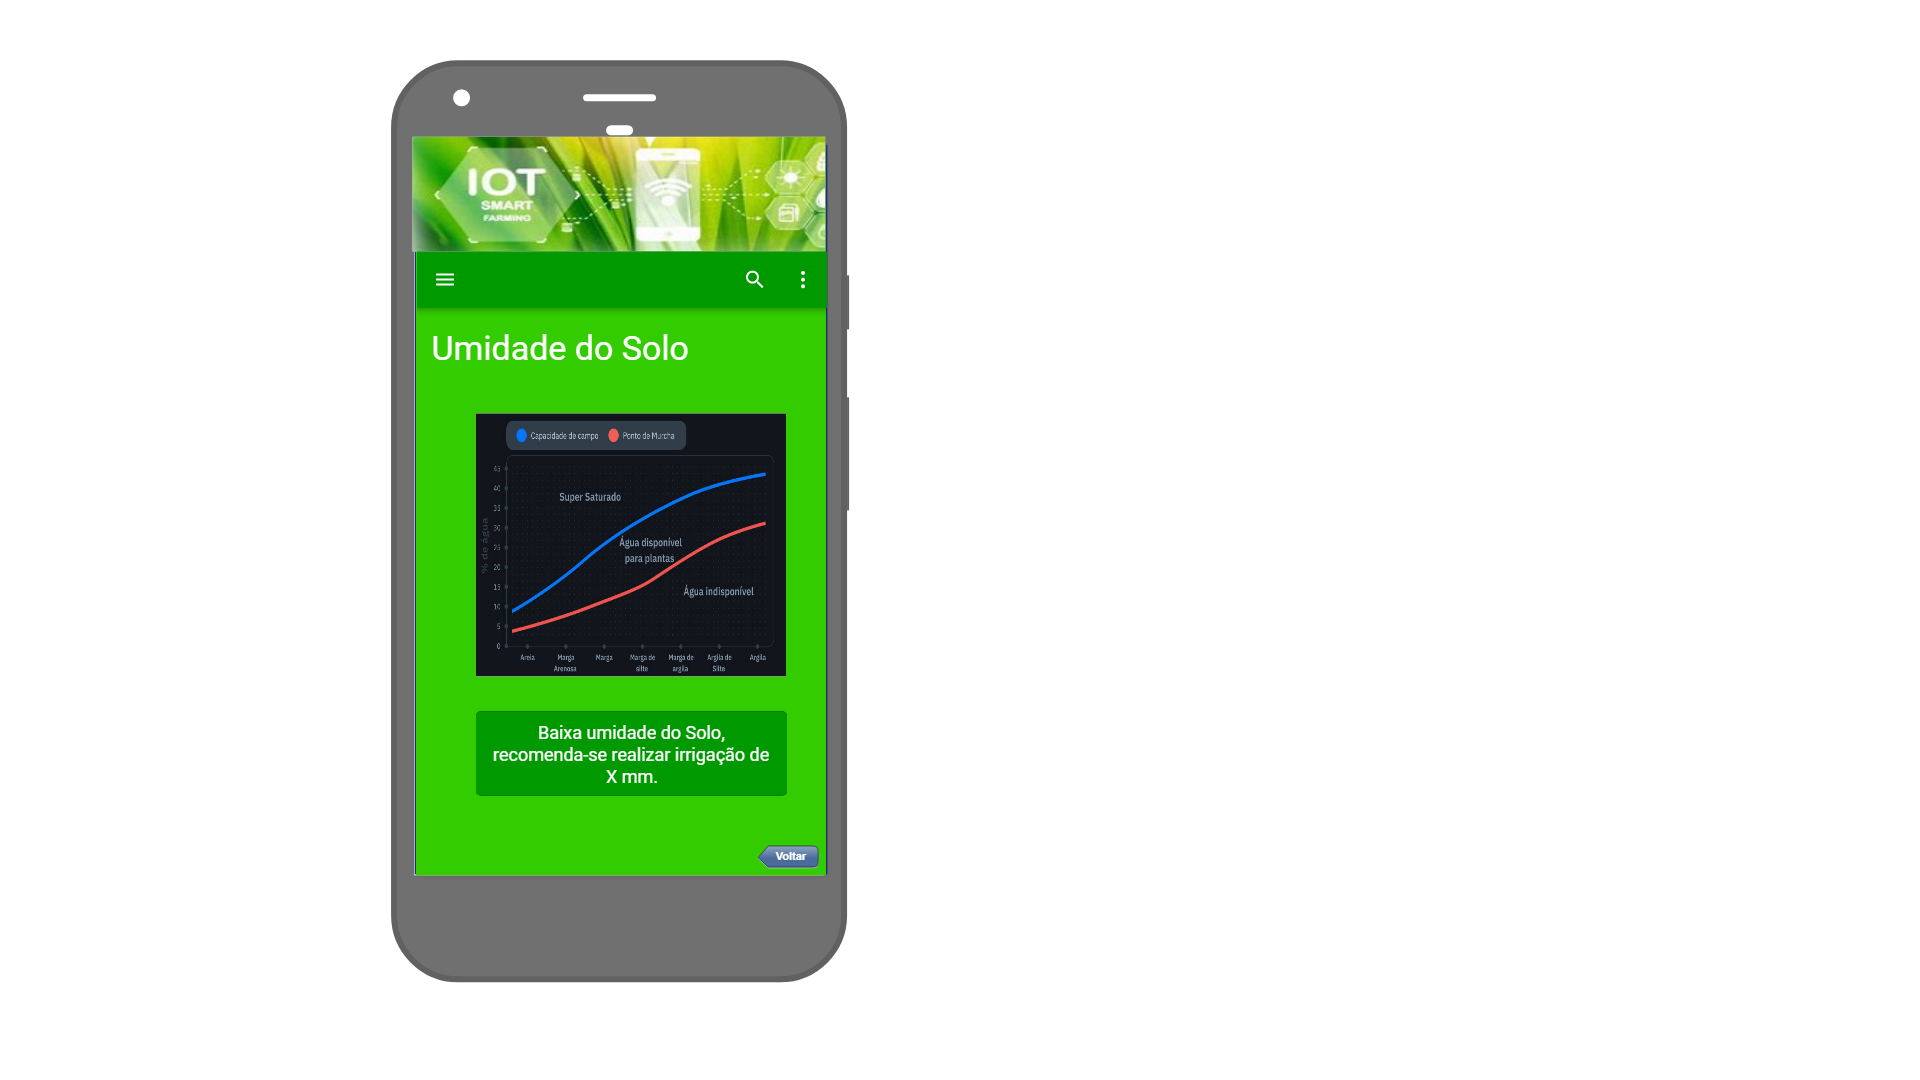 IOT
SMART
FARMING
Umidade do Solo
Capacidade de campo Ponto de Murcha
45
40
35
30
25
20
15
10
5
0
% de água
Super Saturado
Água disponível
para plantas
Água indisponível
Areia Marga Arenosa Marga Marga de silte Marga de argila Argila de Silte Argila
Baixa umidade do Solo,
recomenda-se realizar irrigação de
X mm.
Voltar